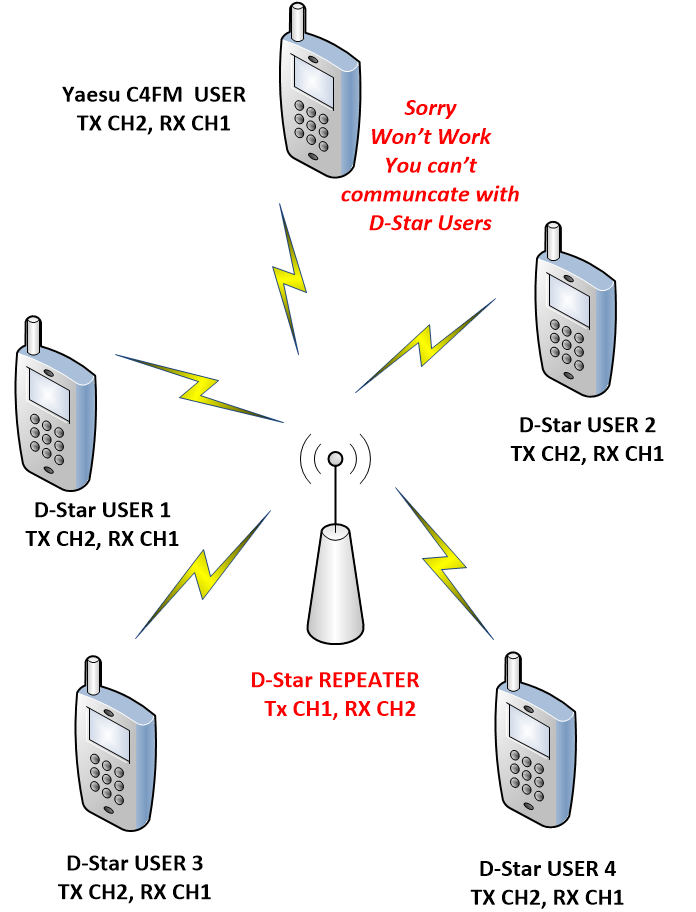 Yaesu C4FM  USER
TX CH2, RX CH1
Sorry
Won't Work
You can't
communcate with
D-Star Users
D-Star USER 2
TX CH2, RX CH1
D-Star USER 1
TX CH2, RX CH1
D-Star REPEATER
Tx CH1, RX CH2
D-Star USER 3
TX CH2, RX CH1
D-Star USER 4
TX CH2, RX CH1